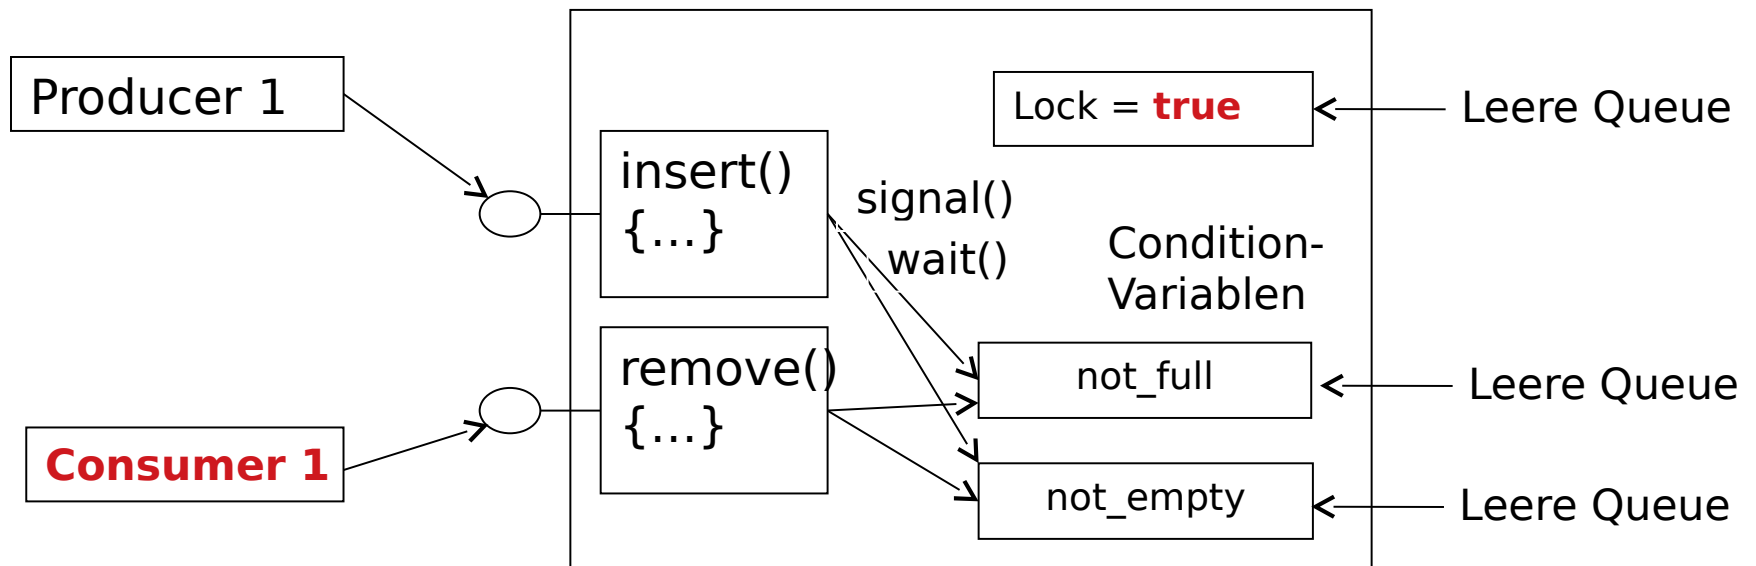 Producer 1
Lock = true
Leere Queue
insert()
{...}
signal()
wait()
Condition-
Variablen
remove()
{...}
not_full
Leere Queue
Consumer 1
not_empty
Leere Queue